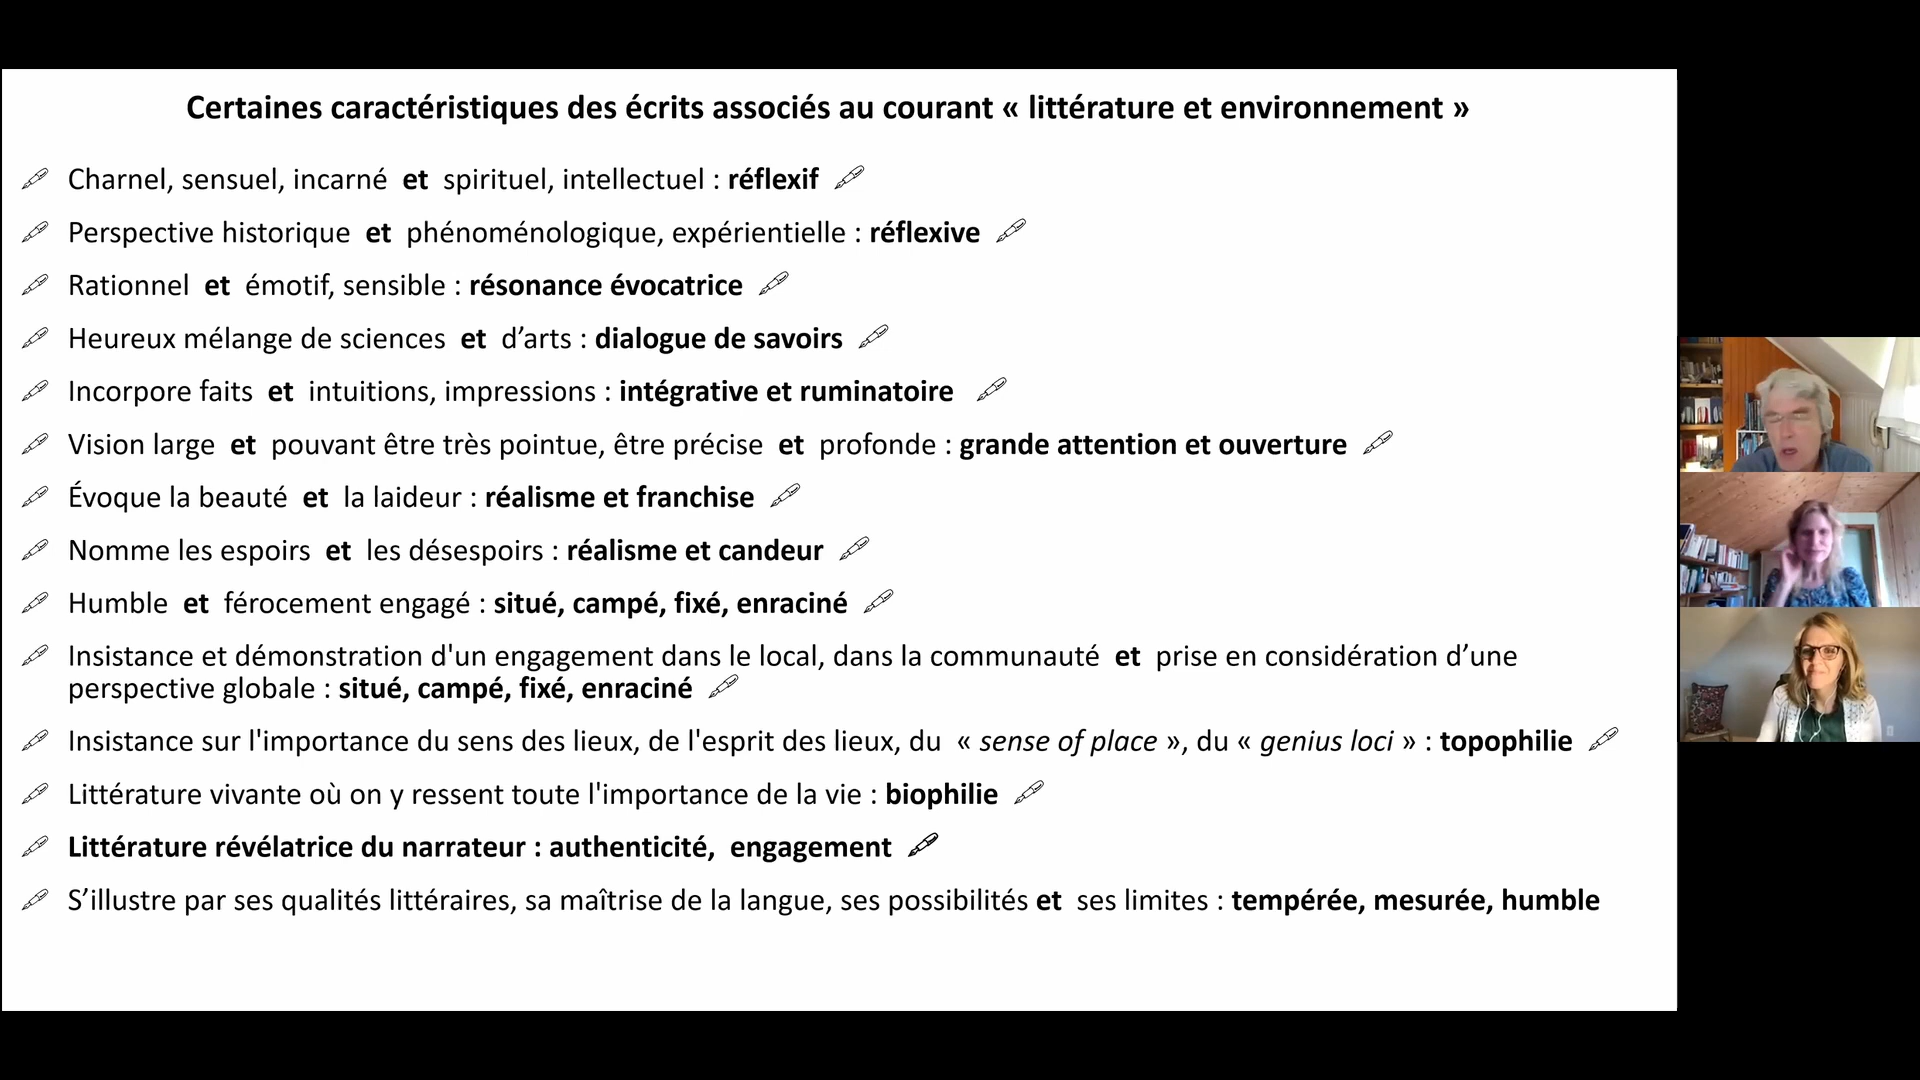 Certaines caractéristiques des écrits associés au courant « littérature et environnement »
Charnel, sensuel, incarné et spirituel, intellectuel : réflexif
Perspective historique et phénoménologique, expérientielle : réflexive
Rationnel et émotif, sensible : résonance évocatrice
Heureux mélange de sciences et d’arts : dialogue de savoirs
Incorpore faits et intuitions, impressions : intégrative et ruminatoire
Vision large et pouvant être très pointue, être précise et profonde : grande attention et ouverture
Évoque la beauté et la laideur : réalisme et franchise
Nomme les espoirs et les désespoirs : réalisme et candeur
Humble et férocement engagé : situé, campé, fixé, enraciné
Insistance et démonstration d'un engagement dans le local, dans la communauté et prise en considération d’une
perspective globale : situé, campé, fixé, enraciné
Insistance sur l'importance du sens des lieux, de l'esprit des lieux, du « sense of place », du « genius loci » : topophilie
Littérature vivante où on y ressent toute l'importance de la vie : biophilie
Littérature révélatrice du narrateur : authenticité, engagement
S’illustre par ses qualités littéraires, sa maîtrise de la langue, ses possibilités et ses limites : tempérée, mesurée, humble